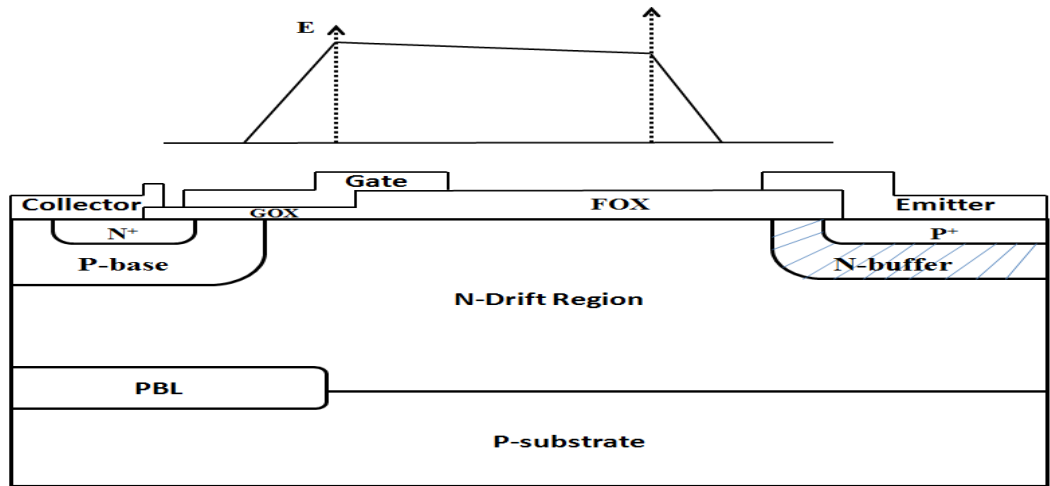 E
Gate
Collector
GOX
FOX
Emitter
N+
P+
P-base
N-buffer
N-Drift Region
PBL
P-substrate